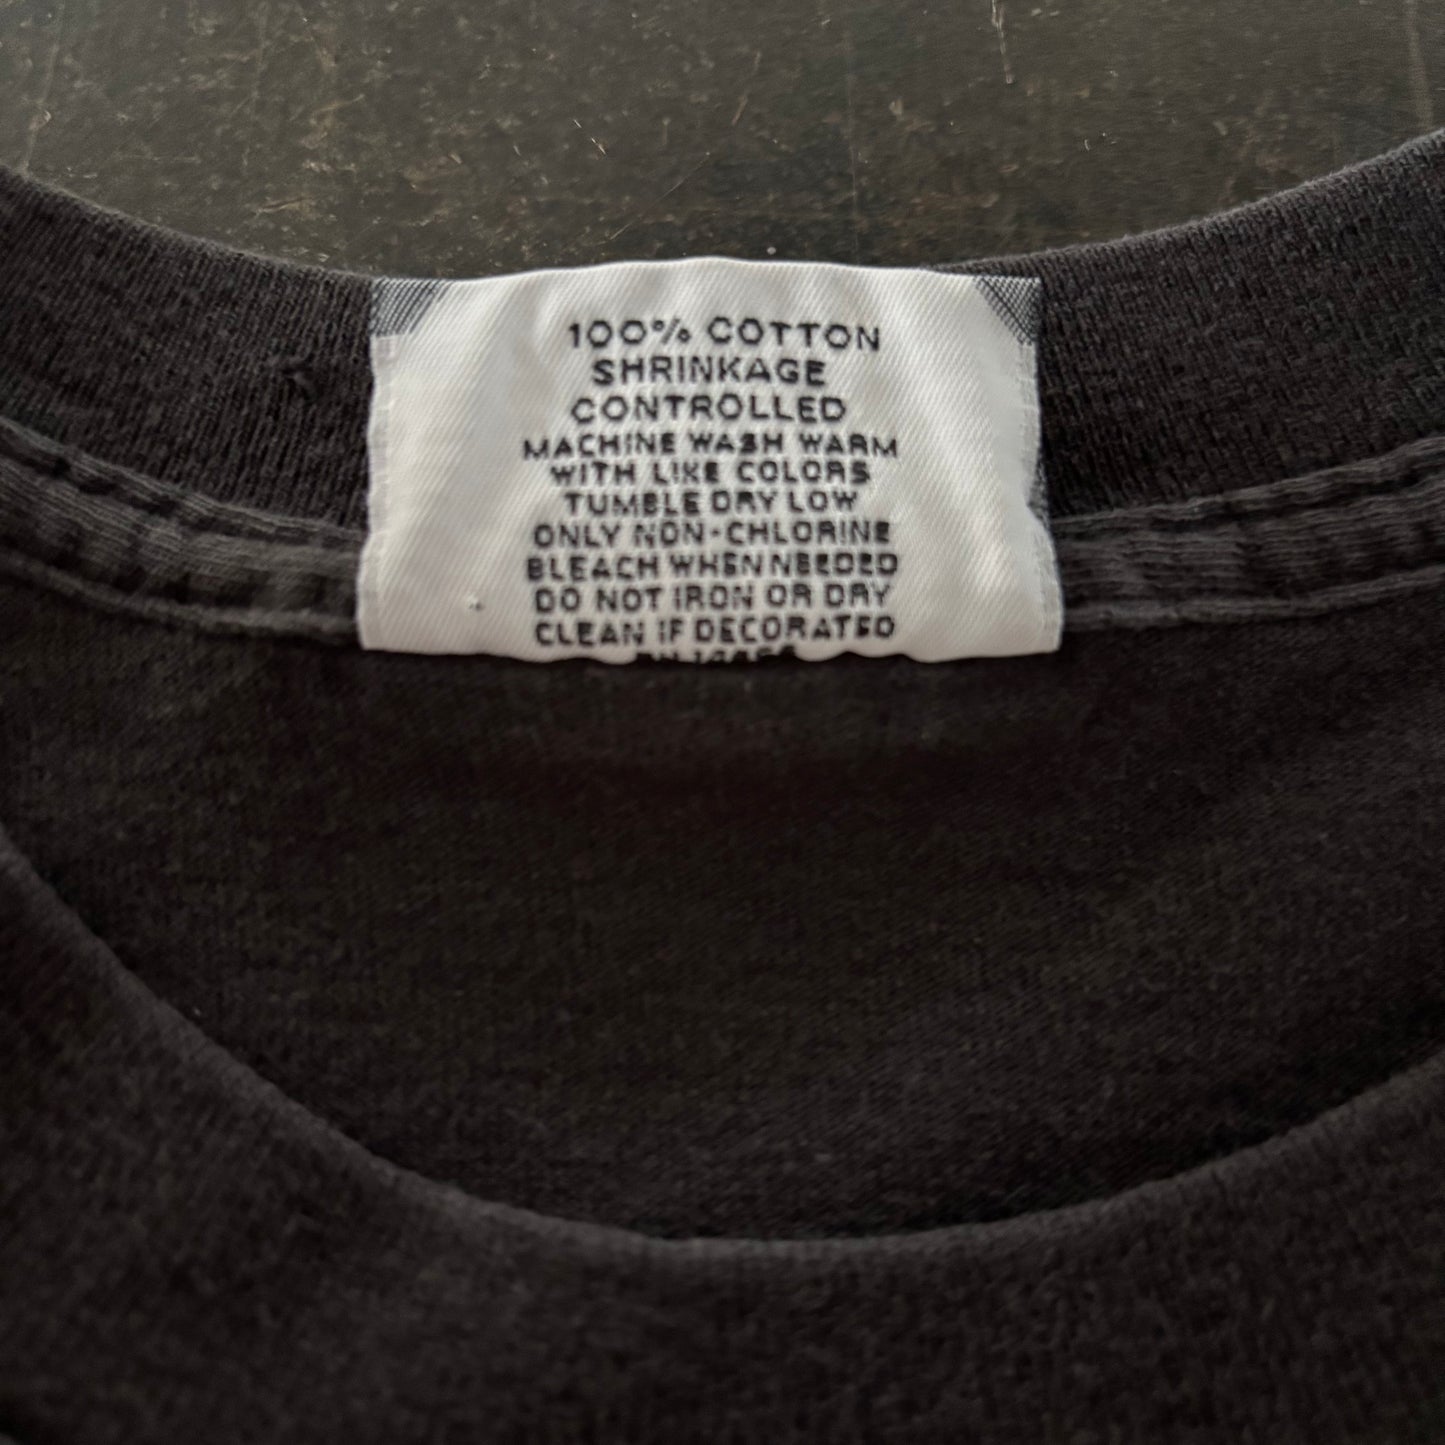 100% COTTON
SHRINKAGE
CONTROLLED
MACHINE WASH WARM
WITH LIKE COLORS
TUMBLE DRY LOW
ONLY NON-CHLORINE
BLEACH WHEN NEEDED
DO NOT IRON OR DRY
CLEAN IF DECORATED